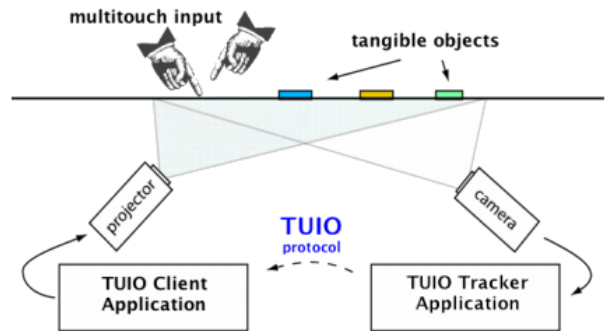 multitouch input
tangible objects
projector
camera
TUIO
protocol
TUIO Client
Application
TUIO Tracker
Application